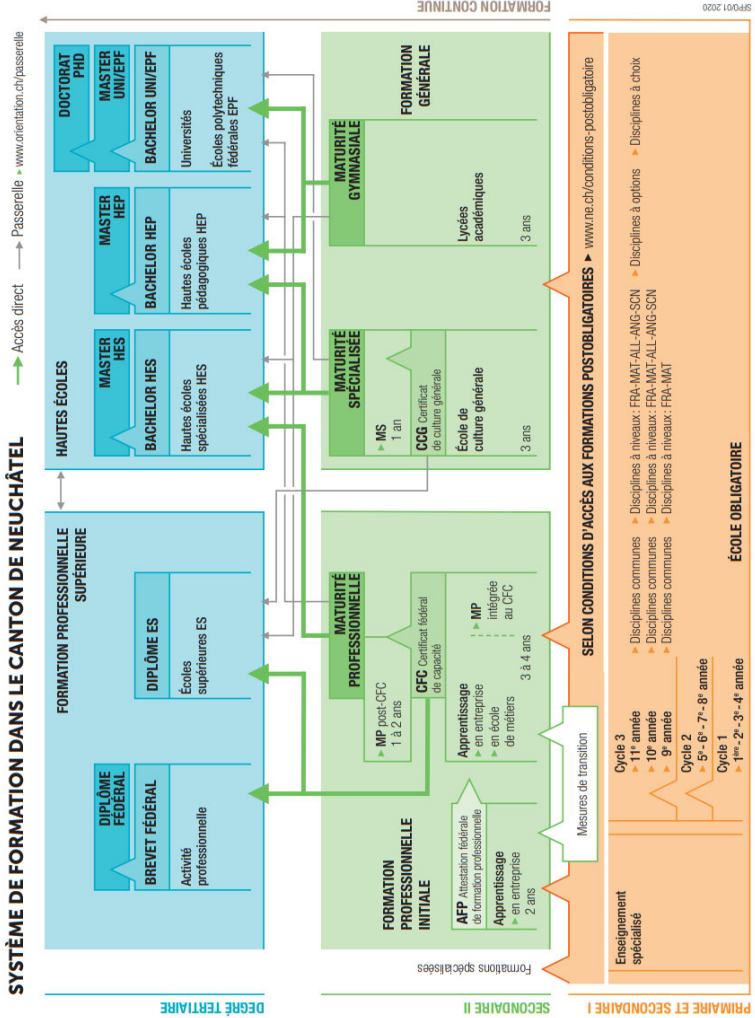 SYSTÈME DE FORMATION DANS LE CANTON DE NEUCHÂTEL
Accès direct
Passerelle ▸ www.orientation.ch/passerelle
DEGRÉ TERTIAIRE
FORMATION PROFESSIONNELLE
SUPÉRIEURE
DIPLÔME
FÉDÉRAL
BREVET FÉDÉRAL
Activité
professionnelle
DIPLÔME ES
Écoles
supérieures ES
HAUTES ÉCOLES
MASTER
HES
BACHELOR HES
Hautes écoles
spécialisées HES
MASTER
HEP
BACHELOR HEP
Hautes écoles
pédagogiques HEP
DOCTORAT
PHD
MASTER
UNI/EPF
BACHELOR UNI/EPF
Universités
Écoles polytechniques
fédérales EPF
FORMATION CONTINUE
SECONDAIRE II
Formations spécialisées
FORMATION
PROFESSIONNELLE
INITIALE
AFP Attestation fédérale
de formation professionnelle
Apprentissage
▸ en entreprise
2 ans
MATURITÉ
PROFESSIONNELLE
▸ MP post-CFC
1 à 2 ans
CFC Certificat fédéral
de capacité
Apprentissage
▸ en entreprise
▸ en école
de métiers
▸ MP
intégrée
au CFC
3 à 4 ans
MATURITÉ
SPÉCIALISÉE
▸ MS
1 an
CCG Certificat
de culture générale
École de
culture générale
3 ans
MATURITÉ
GYMNASIALE
Lycées
académiques
3 ans
FORMATION
GÉNÉRALE
Mesures de transition
SELON CONDITIONS D'ACCÈS AUX FORMATIONS POSTOBLIGATOIRES ▸ www.ne.ch/conditions-postobligatoire
PRIMAIRE ET SECONDAIRE I
Enseignement
spécialisé
Cycle 3
▸ 11e année ▸ Disciplines communes ▸ Disciplines à niveaux : FRA-MAT-ALL-ANG-SCN ▸ Disciplines à options ▸ Disciplines à choix
▸ 10e année ▸ Disciplines communes ▸ Disciplines à niveaux : FRA-MAT-ALL-ANG-SCN
▸ 9e année ▸ Disciplines communes ▸ Disciplines à niveaux : FRA-MAT
Cycle 2
▸ 5e - 6e - 7e - 8e année
Cycle 1
▸ 1ère - 2e - 3e - 4e année
ÉCOLE OBLIGATOIRE
SFPO/01.2020